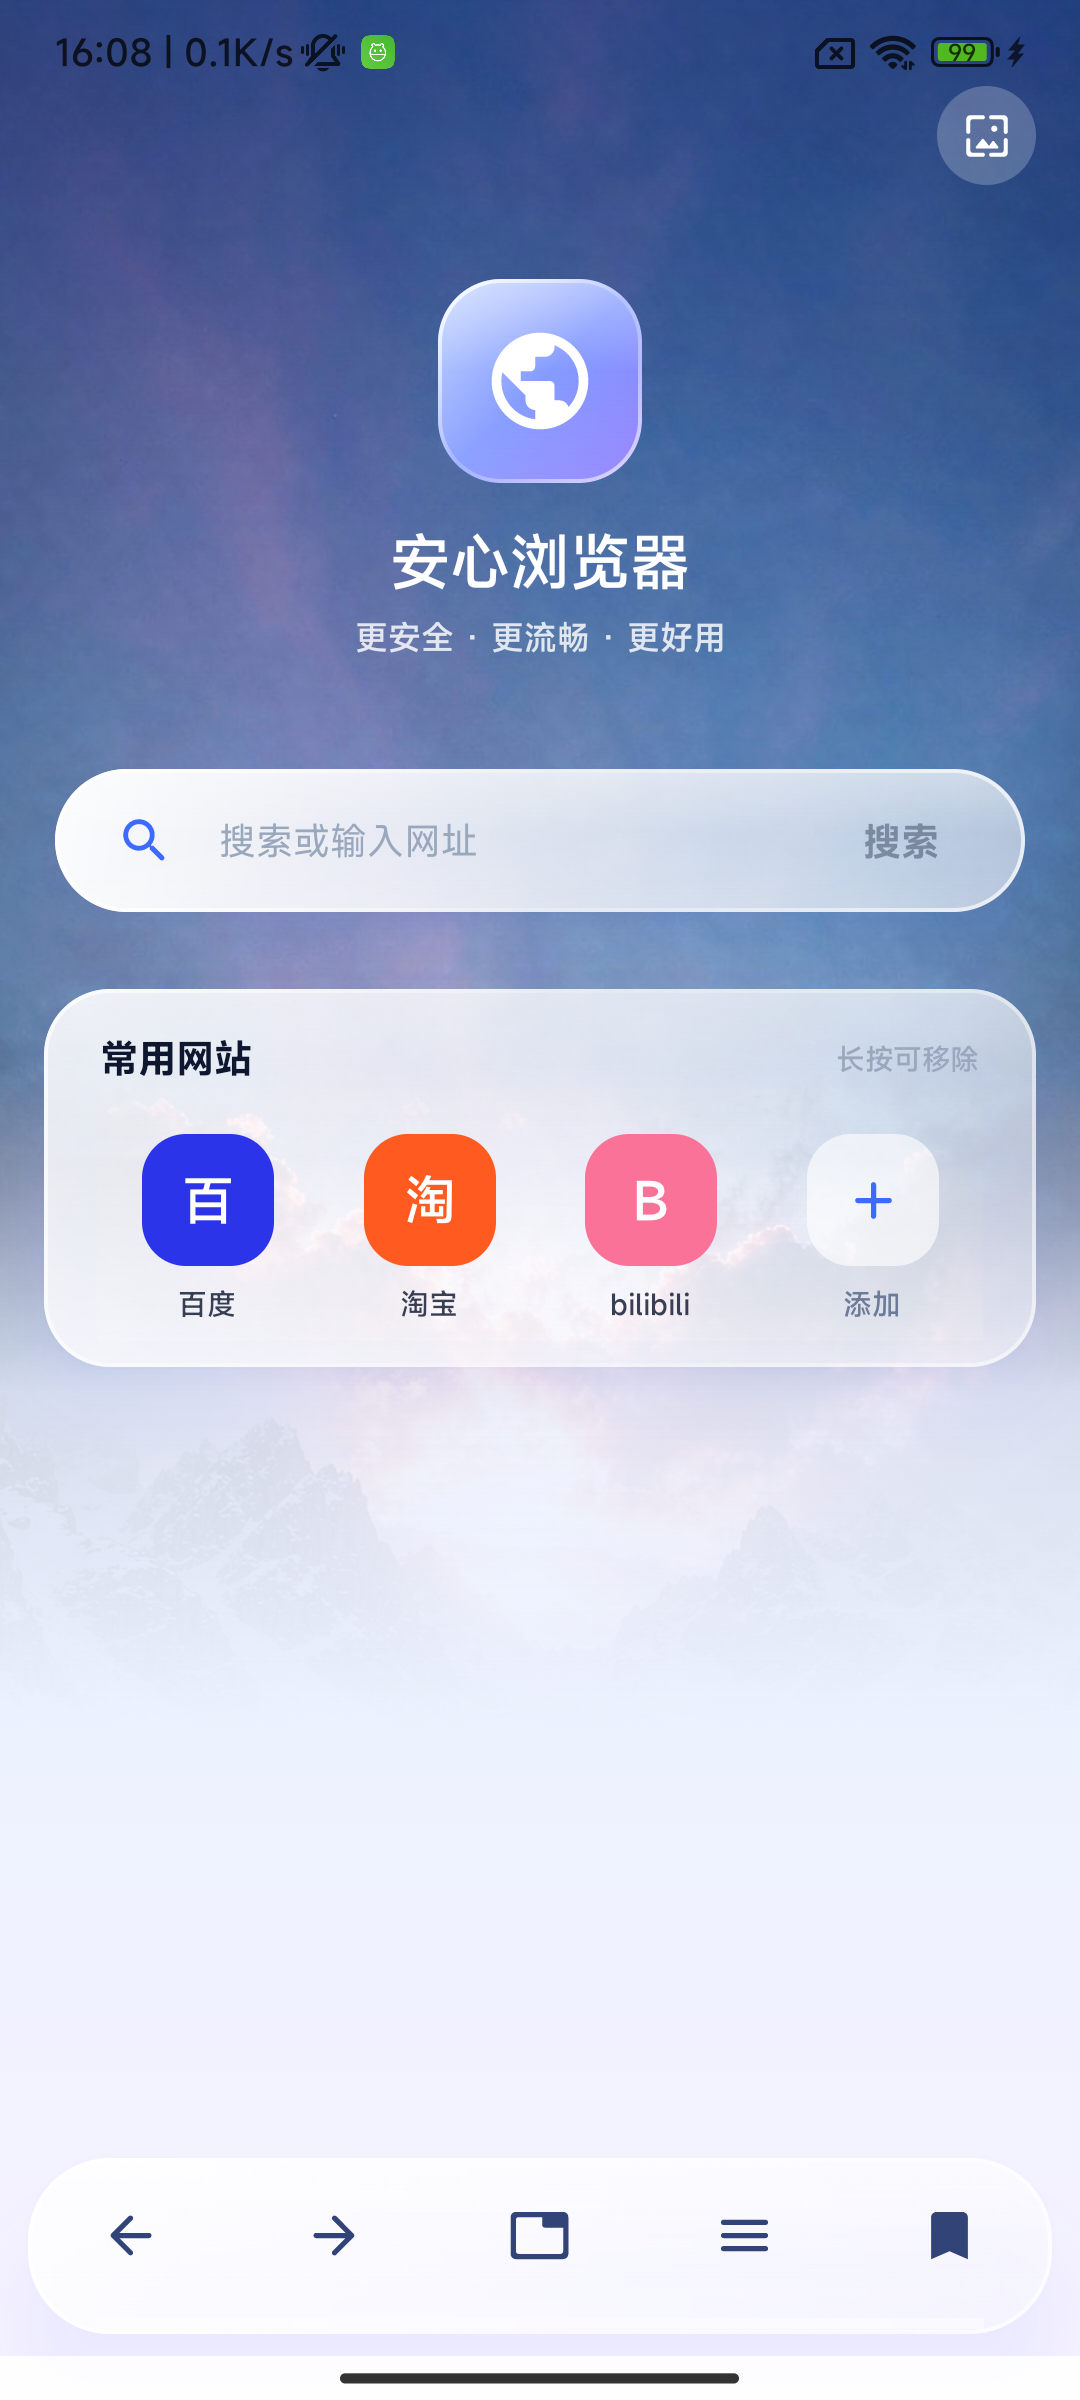 16:08 | 0.1K/s
99
安心浏览器
更安全 · 更流畅 · 更好用
搜索或输入网址 搜索
常用网站 长按可移除
百 淘 B
百度 淘宝 bilibili 添加